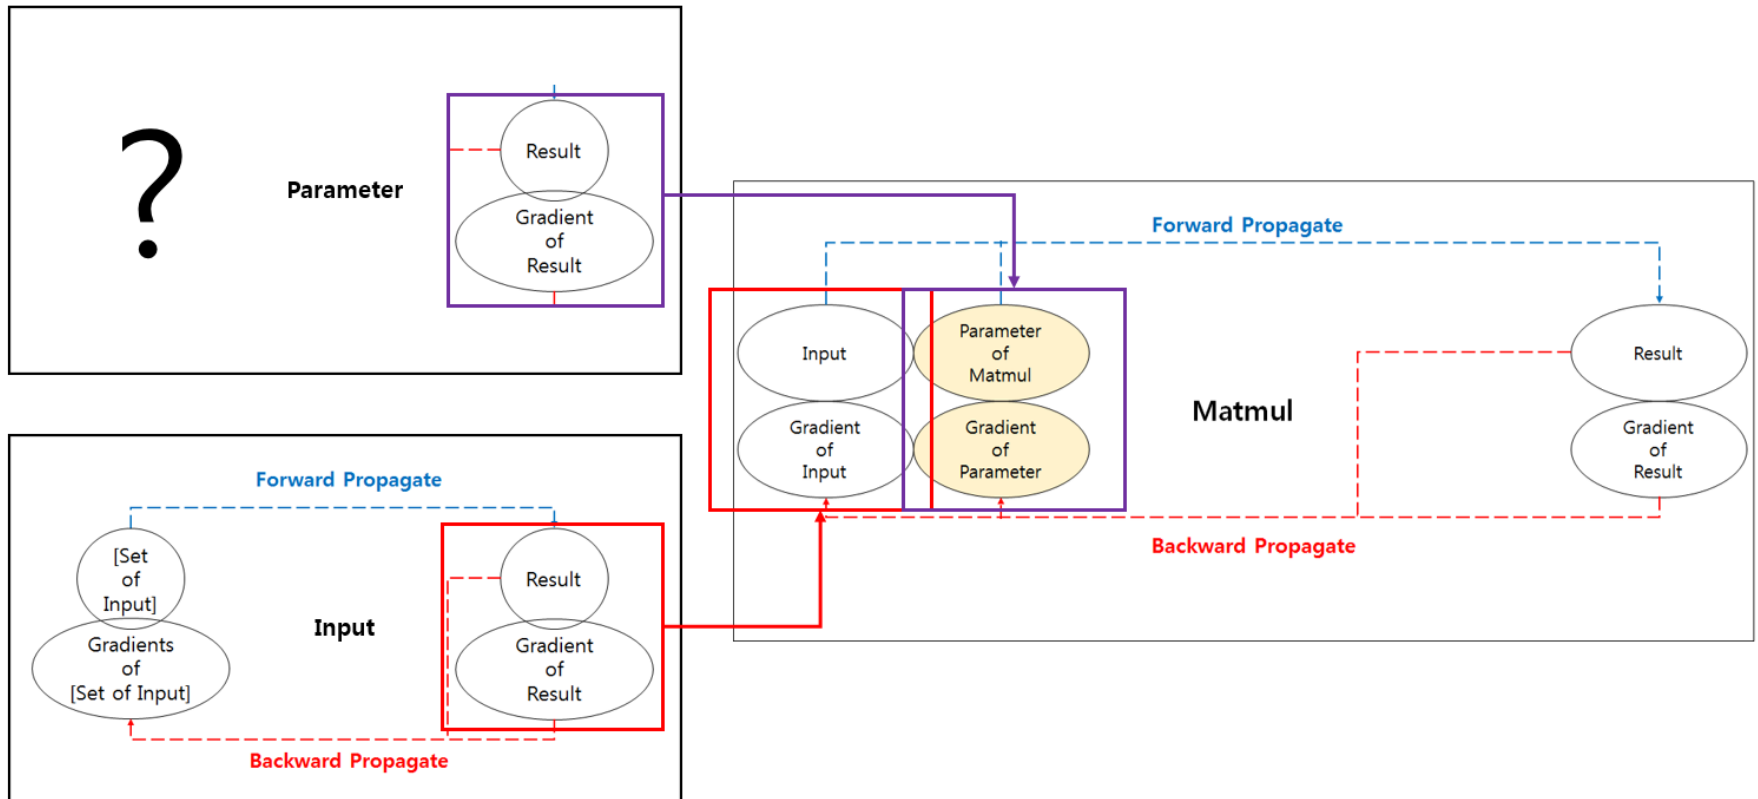 ?
Parameter
Result
Gradient
of
Result
Forward Propagate
[Set
of
Input]
Gradients
of
[Set of Input]
Input
Result
Gradient
of
Result
Backward Propagate
Forward Propagate
Input
Gradient
of
Input
Parameter
of
Matmul
Gradient
of
Parameter
Matmul
Result
Gradient
of
Result
Backward Propagate